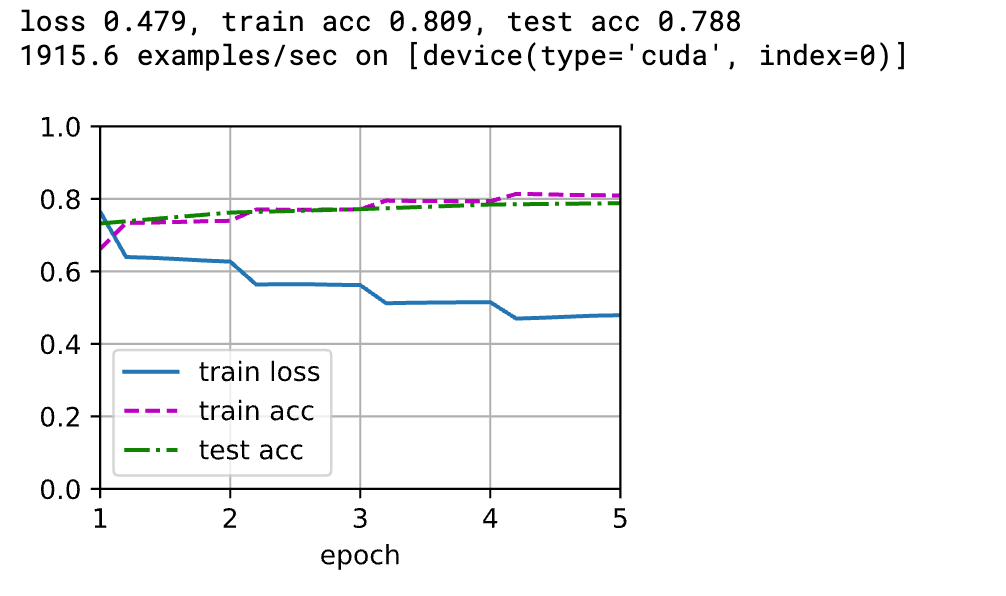 loss 0.479, train acc 0.809, test acc 0.788
1915.6 examples/sec on [device(type='cuda', index=0)]
1.0
0.8
0.6
0.4
0.2
0.0
train loss
train acc
test acc
1 2 3 4 5
epoch